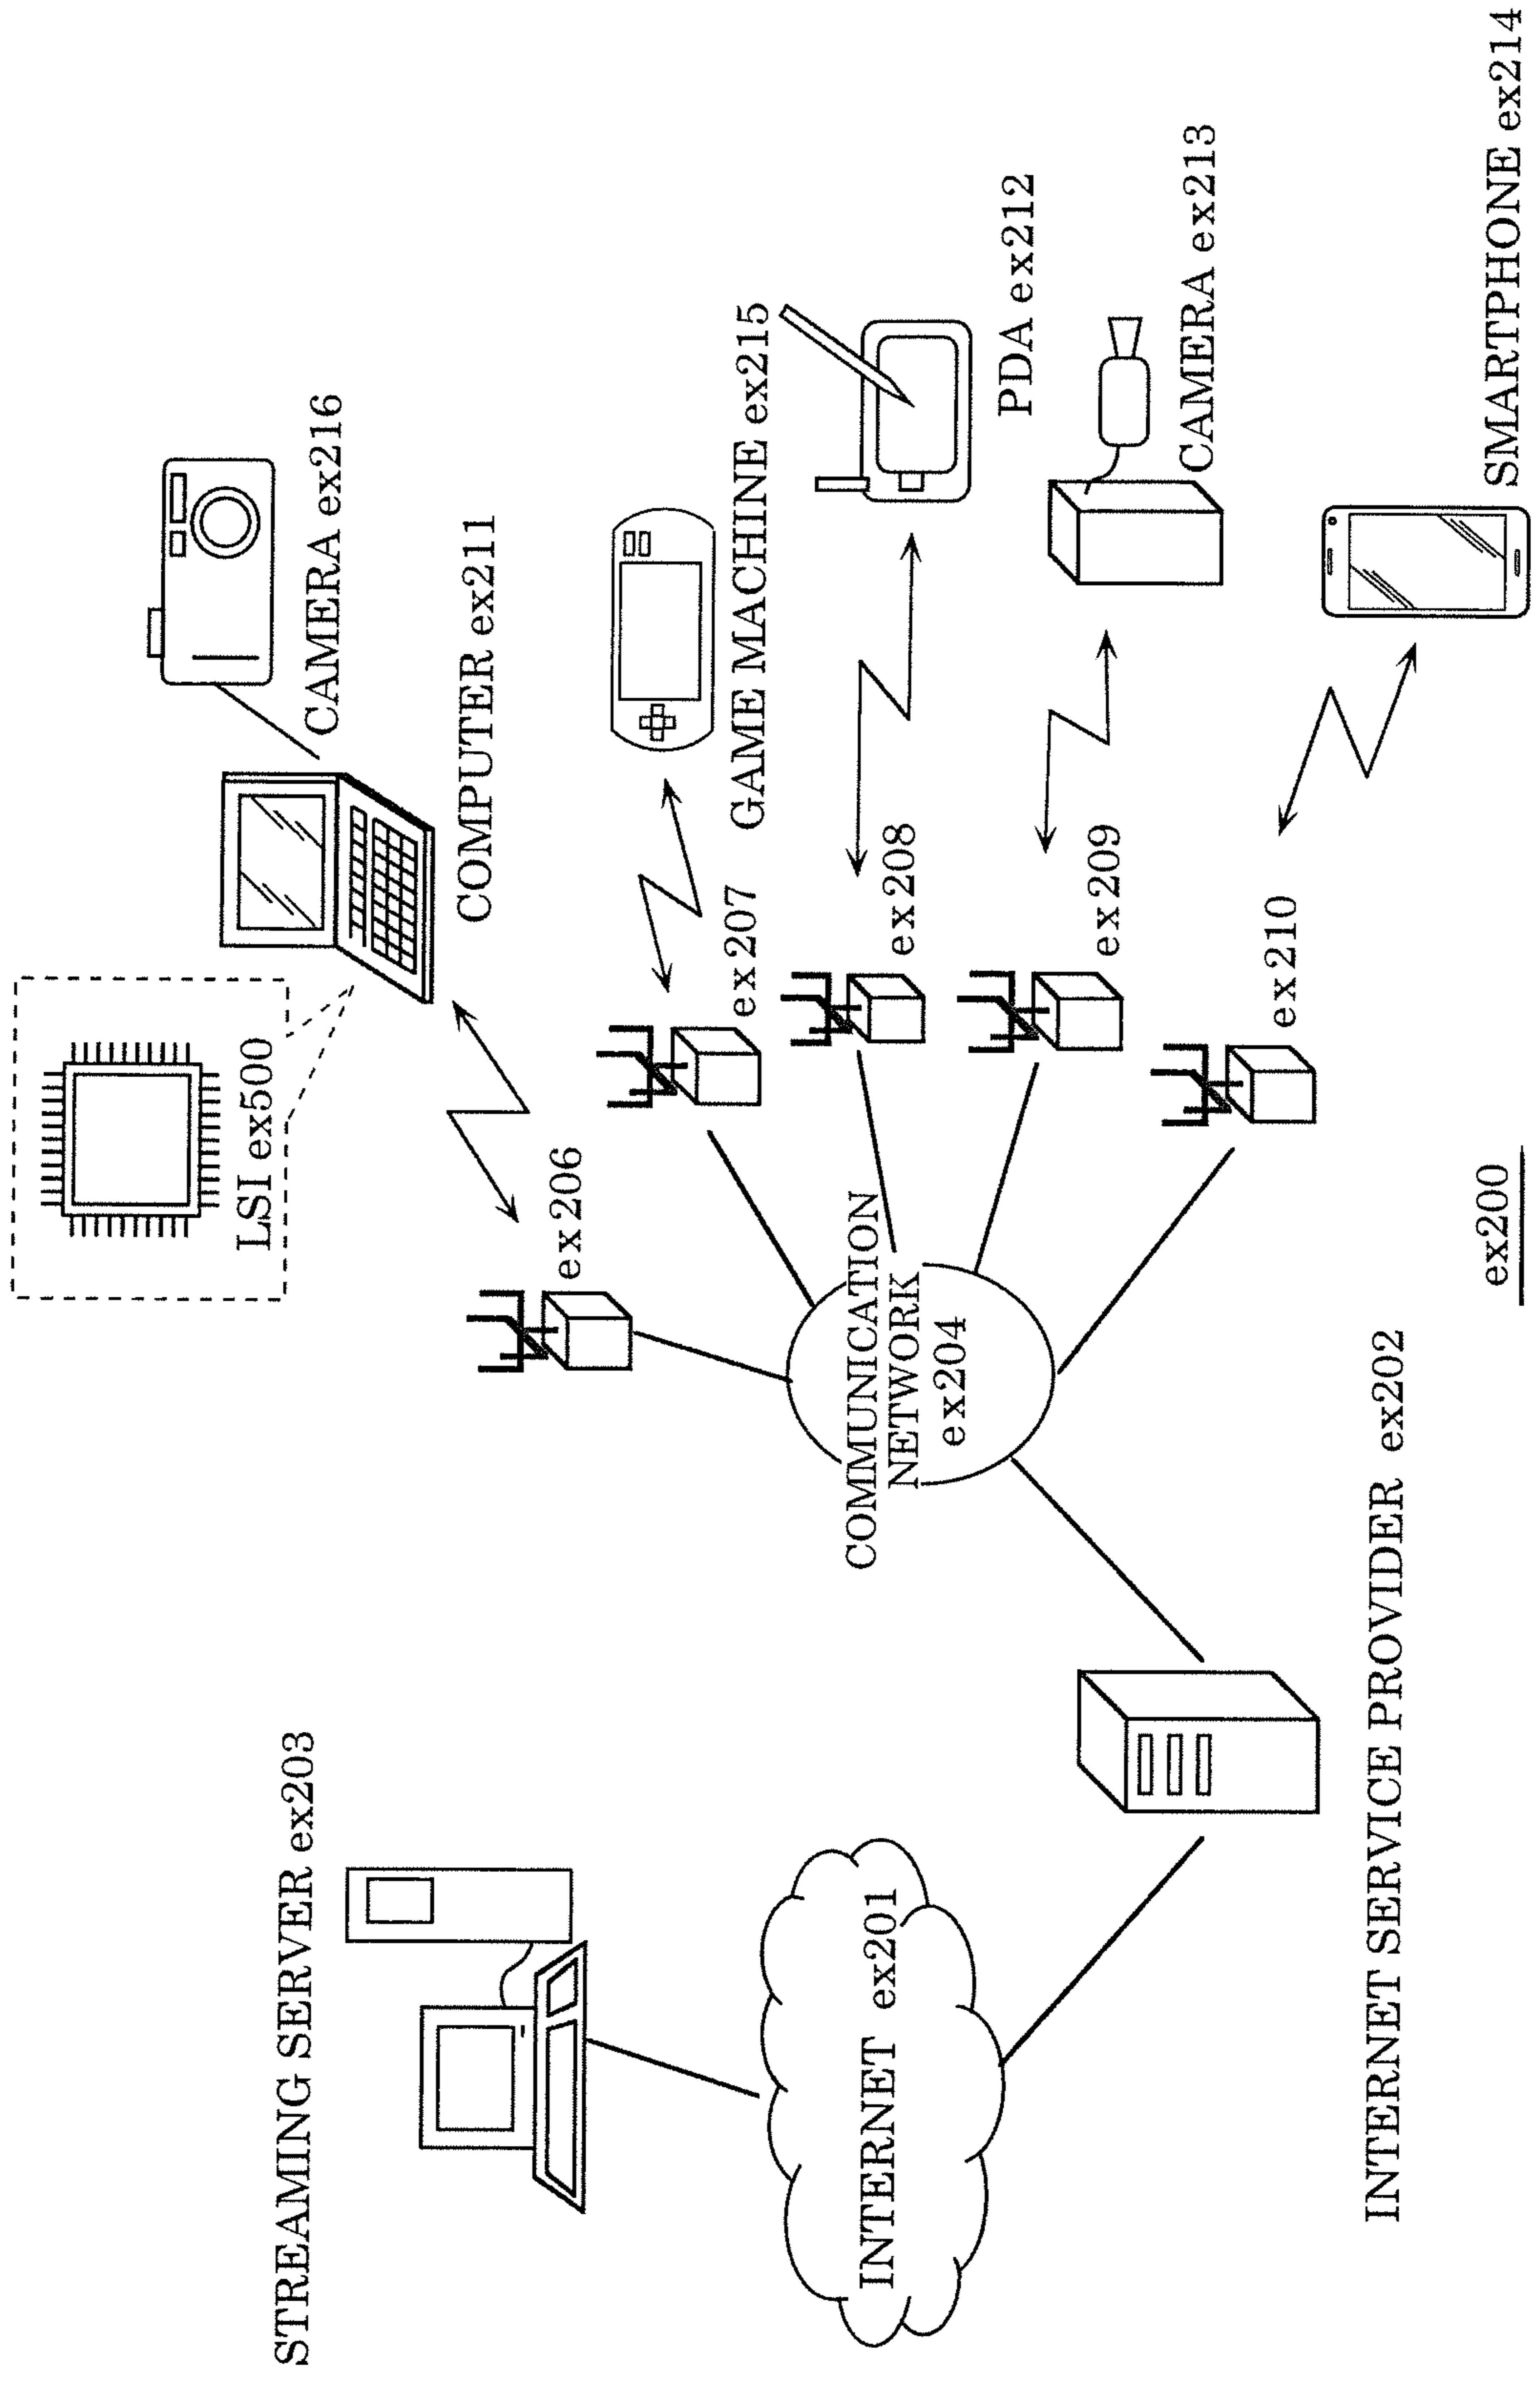 LSI ex500
CAMERA ex216
STREAMING SERVER ex203
COMPUTER ex211
ex206
GAME MACHINE ex215
ex207
COMMUNICATION
NETWORK
ex204
INTERNET ex201
ex208
PDA ex212
ex209
CAMERA ex213
ex210
INTERNET SERVICE PROVIDER ex202
SMARTPHONE ex214
ex200